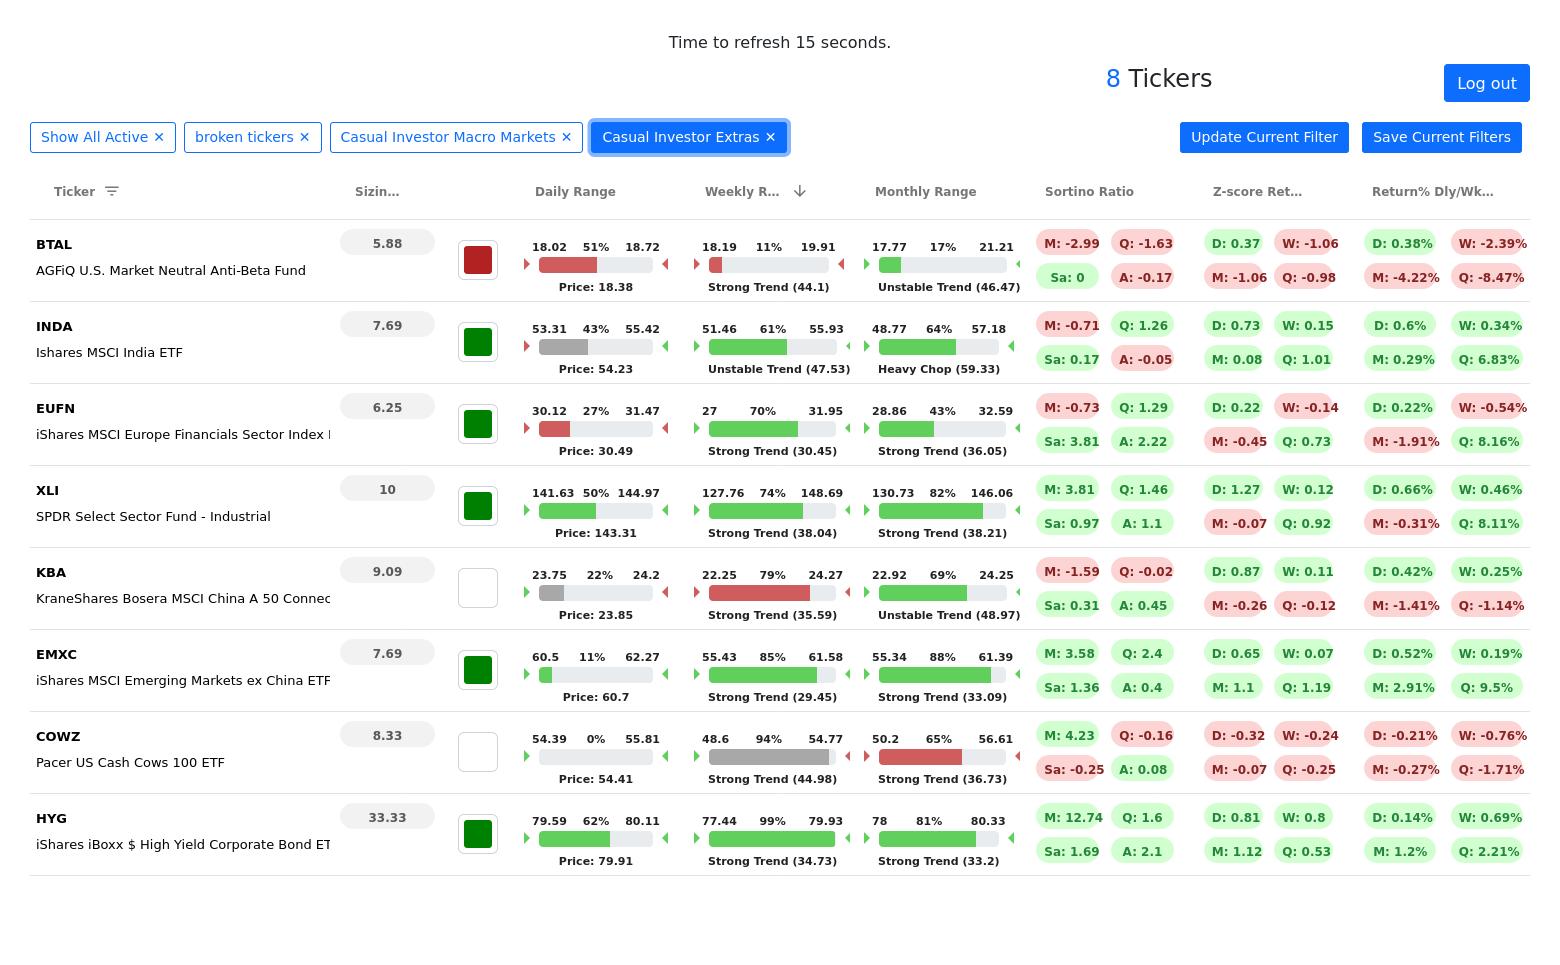 Time to refresh 15 seconds.
8 Tickers
Log out
Show All Active ✕ broken tickers ✕ Casual Investor Macro Markets ✕ Casual Investor Extras ✕ Update Current Filter Save Current Filters
Ticker Sizin... Daily Range Weekly R... Monthly Range Sortino Ratio Z-score Ret... Return% Dly/Wk...
BTAL 5.88 18.02 51% 18.72 18.19 11% 19.91 17.77 17% 21.21 M: -2.99 Q: -1.63 D: 0.37 W: -1.06 D: 0.38% W: -2.39%
AGFiQ U.S. Market Neutral Anti-Beta Fund Price: 18.38 Strong Trend (44.1) Unstable Trend (46.47) Sa: 0 A: -0.17 M: -1.06 Q: -0.98 M: -4.22% Q: -8.47%
INDA 7.69 53.31 43% 55.42 51.46 61% 55.93 48.77 64% 57.18 M: -0.71 Q: 1.26 D: 0.73 W: 0.15 D: 0.6% W: 0.34%
Ishares MSCI India ETF Price: 54.23 Unstable Trend (47.53) Heavy Chop (59.33) Sa: 0.17 A: -0.05 M: 0.08 Q: 1.01 M: 0.29% Q: 6.83%
EUFN 6.25 30.12 27% 31.47 27 70% 31.95 28.86 43% 32.59 M: -0.73 Q: 1.29 D: 0.22 W: -0.14 D: 0.22% W: -0.54%
iShares MSCI Europe Financials Sector Index Price: 30.49 Strong Trend (30.45) Strong Trend (36.05) Sa: 3.81 A: 2.22 M: -0.45 Q: 0.73 M: -1.91% Q: 8.16%
XLI 10 141.63 50% 144.97 127.76 74% 148.69 130.73 82% 146.06 M: 3.81 Q: 1.46 D: 1.27 W: 0.12 D: 0.66% W: 0.46%
SPDR Select Sector Fund - Industrial Price: 143.31 Strong Trend (38.04) Strong Trend (38.21) Sa: 0.97 A: 1.1 M: -0.07 Q: 0.92 M: -0.31% Q: 8.11%
KBA 9.09 23.75 22% 24.2 22.25 79% 24.27 22.92 69% 24.25 M: -1.59 Q: -0.02 D: 0.87 W: 0.11 D: 0.42% W: 0.25%
KraneShares Bosera MSCI China A 50 Connec Price: 23.85 Strong Trend (35.59) Unstable Trend (48.97) Sa: 0.31 A: 0.45 M: -0.26 Q: -0.12 M: -1.41% Q: -1.14%
EMXC 7.69 60.5 11% 62.27 55.43 85% 61.58 55.34 88% 61.39 M: 3.58 Q: 2.4 D: 0.65 W: 0.07 D: 0.52% W: 0.19%
iShares MSCI Emerging Markets ex China ETF Price: 60.7 Strong Trend (29.45) Strong Trend (33.09) Sa: 1.36 A: 0.4 M: 1.1 Q: 1.19 M: 2.91% Q: 9.5%
COWZ 8.33 54.39 0% 55.81 48.6 94% 54.77 50.2 65% 56.61 M: 4.23 Q: -0.16 D: -0.32 W: -0.24 D: -0.21% W: -0.76%
Pacer US Cash Cows 100 ETF Price: 54.41 Strong Trend (44.98) Strong Trend (36.73) Sa: -0.25 A: 0.08 M: -0.07 Q: -0.25 M: -0.27% Q: -1.71%
HYG 33.33 79.59 62% 80.11 77.44 99% 79.93 78 81% 80.33 M: 12.74 Q: 1.6 D: 0.81 W: 0.8 D: 0.14% W: 0.69%
iShares iBoxx $ High Yield Corporate Bond ET Price: 79.91 Strong Trend (34.73) Strong Trend (33.2) Sa: 1.69 A: 2.1 M: 1.12 Q: 0.53 M: 1.2% Q: 2.21%